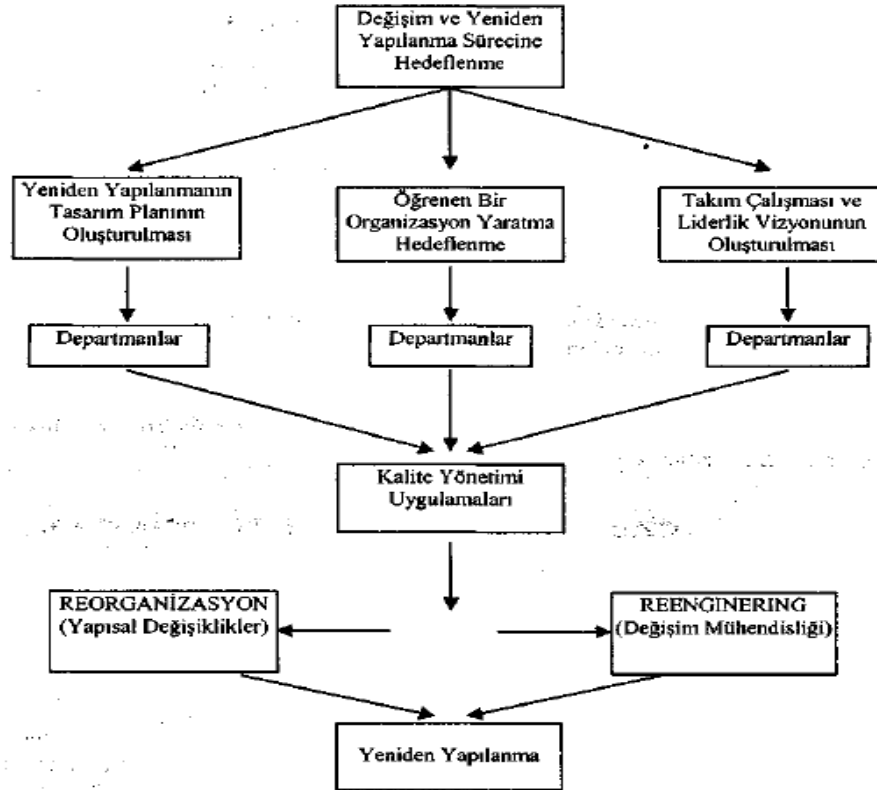 Değişim ve Yeniden
Yapılanma Sürecine
Hedeflenme
Yeniden Yapılanmanın
Tasarım Planının
Oluşturulması
Öğrenen Bir
Organizasyon Yaratma
Hedeflenme
Takım Çalışması ve
Liderlik Vizyonunun
Oluşturulması
Departmanlar
Departmanlar
Departmanlar
Kalite Yönetimi
Uygulamaları
REORGANİZASYON
(Yapısal Değişiklikler)
REENGINERING
(Değişim Mühendisliği)
Yeniden Yapılanma